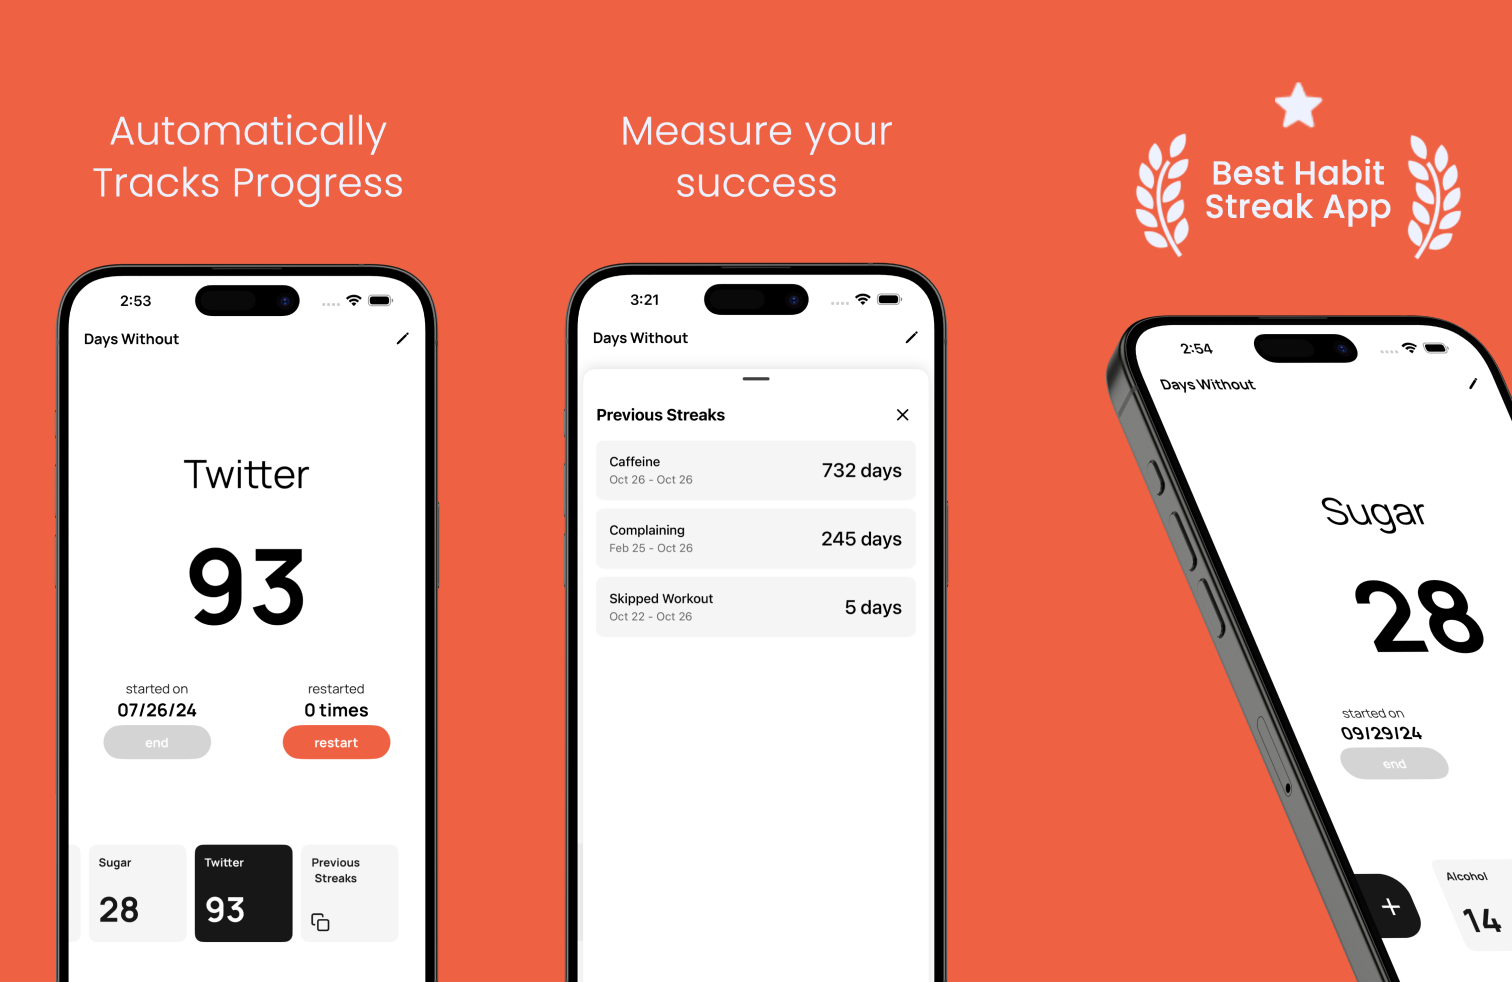 Automatically
Tracks Progress
2:53
Days Without
Twitter
93
started on
07/26/24
end
restarted
0 times
restart
Sugar
28
Twitter
93
Previous
Streaks
Measure your
success
3:21
Days Without
Previous Streaks
Caffeine
Oct 26 - Oct 26
732 days
Complaining
Feb 25 - Oct 26
245 days
Skipped Workout
Oct 22 - Oct 26
5 days
Best Habit
Streak App
2:54
Days Without
Sugar
28
started on
09/29/24
end
Alcohol
14